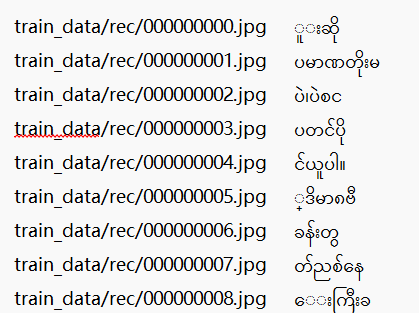 train_data/rec/000000000.jpg ူးးဆို
train_data/rec/000000001.jpg ပမာဏတိုးမ
train_data/rec/000000002.jpg ပဲ၊ပဲစင
train_data/rec/000000003.jpg ပတင်ပို
train_data/rec/000000004.jpg င်ယူပါ။
train_data/rec/000000005.jpg ္ဒိမာ၈ဗီ
train_data/rec/000000006.jpg ခန်းတွ
train_data/rec/000000007.jpg တ်ညစ်နေ
train_data/rec/000000008.jpg ေးကြီးခ